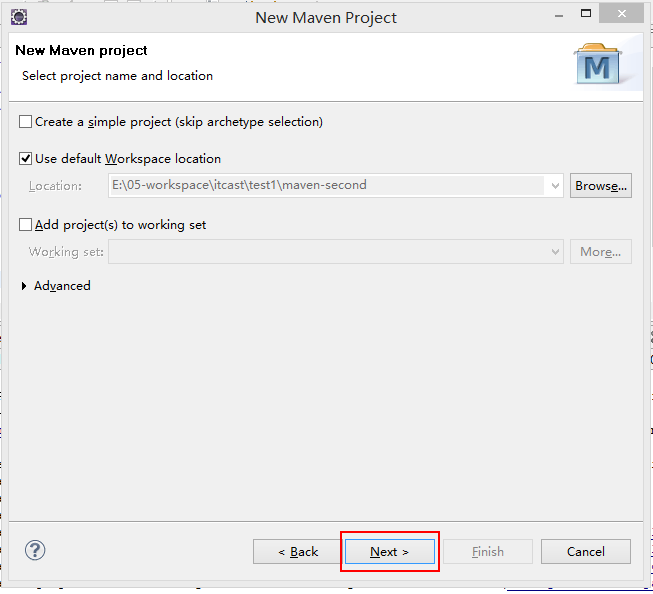 New Maven Project
New Maven project
Select project name and location
M
Create a simple project (skip archetype selection)
Use default Workspace location
Location: E:\05-workspace\itcast\test1\maven-second Browse...
Add project(s) to working set
Working set: More...
Advanced
? < Back Next > Finish Cancel